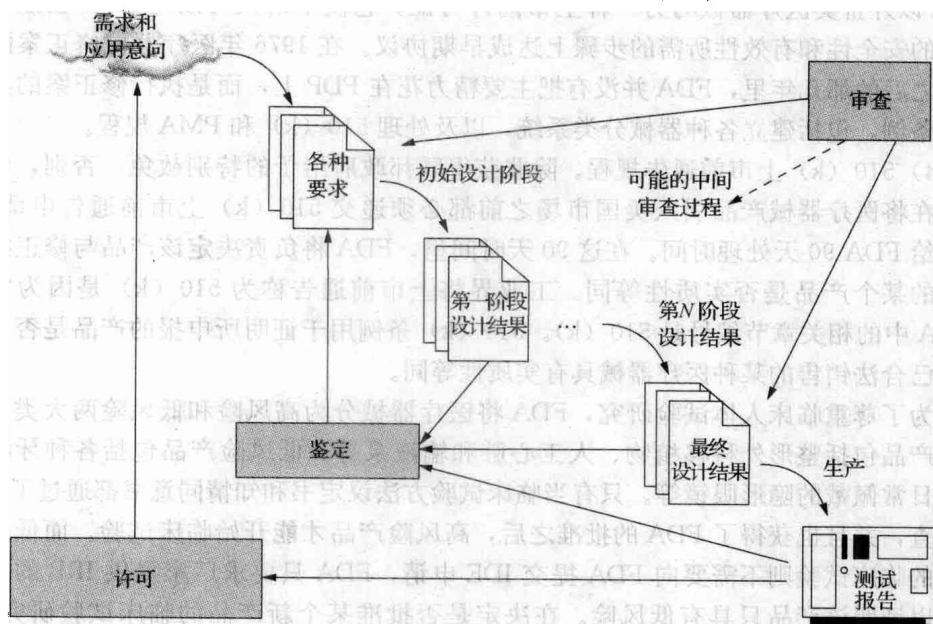 需求和
应用意向
审查
各种
要求
初始设计阶段
可能的中间
审查过程
第一阶段
设计结果
…
第N阶段
设计结果
鉴定
最终
设计结果
生产
许可
测试
报告